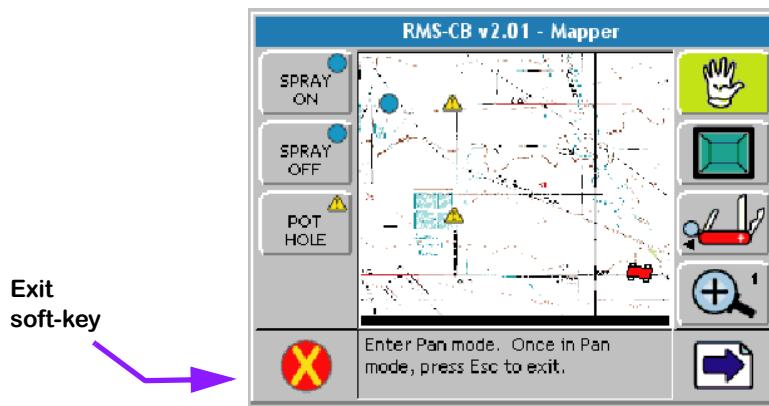 RMS-CB v2.01 - Mapper
SPRAY
ON
SPRAY
OFF
POT
HOLE
1
Exit
soft-key
Enter Pan mode. Once in Pan
mode, press Esc to exit.